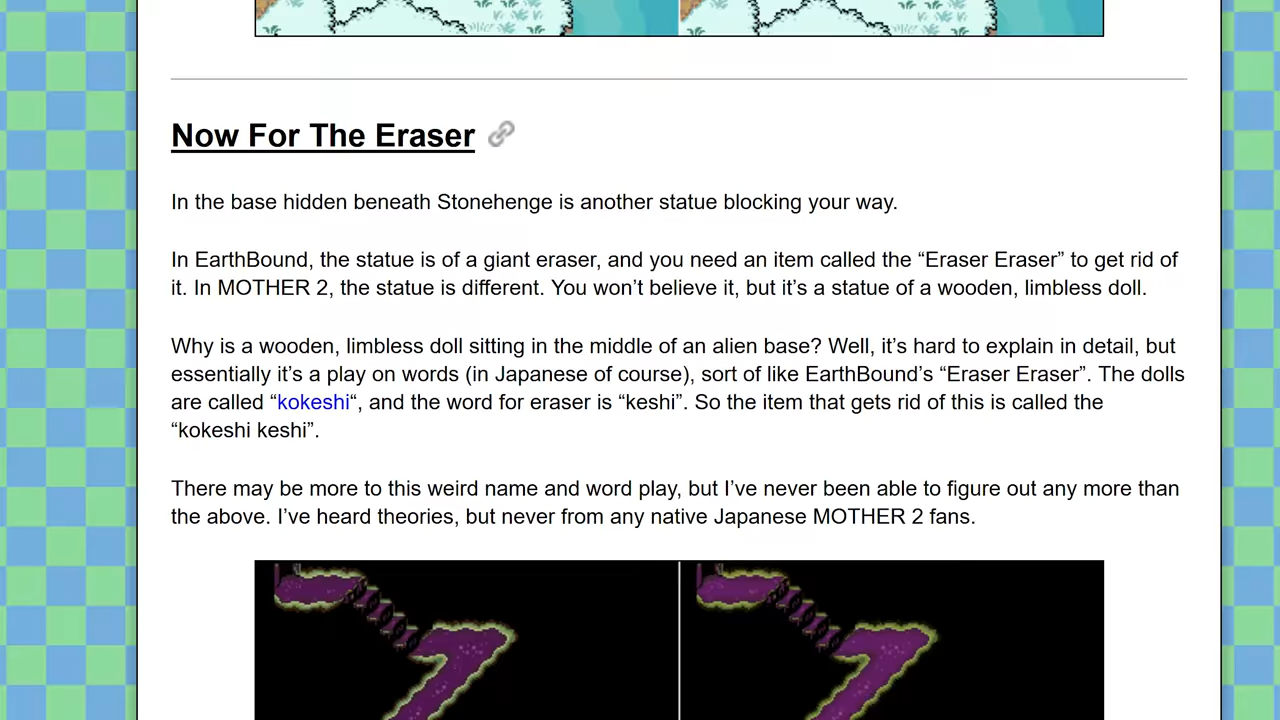 Now For The Eraser
In the base hidden beneath Stonehenge is another statue blocking your way.
In EarthBound, the statue is of a giant eraser, and you need an item called the “Eraser Eraser” to get rid of
it. In MOTHER 2, the statue is different. You won’t believe it, but it’s a statue of a wooden, limbless doll.
Why is a wooden, limbless doll sitting in the middle of an alien base? Well, it’s hard to explain in detail, but
essentially it’s a play on words (in Japanese of course), sort of like EarthBound’s “Eraser Eraser”. The dolls
are called “kokeshi“, and the word for eraser is “keshi”. So the item that gets rid of this is called the
“kokeshi keshi”.
There may be more to this weird name and word play, but I’ve never been able to figure out any more than
the above. I’ve heard theories, but never from any native Japanese MOTHER 2 fans.